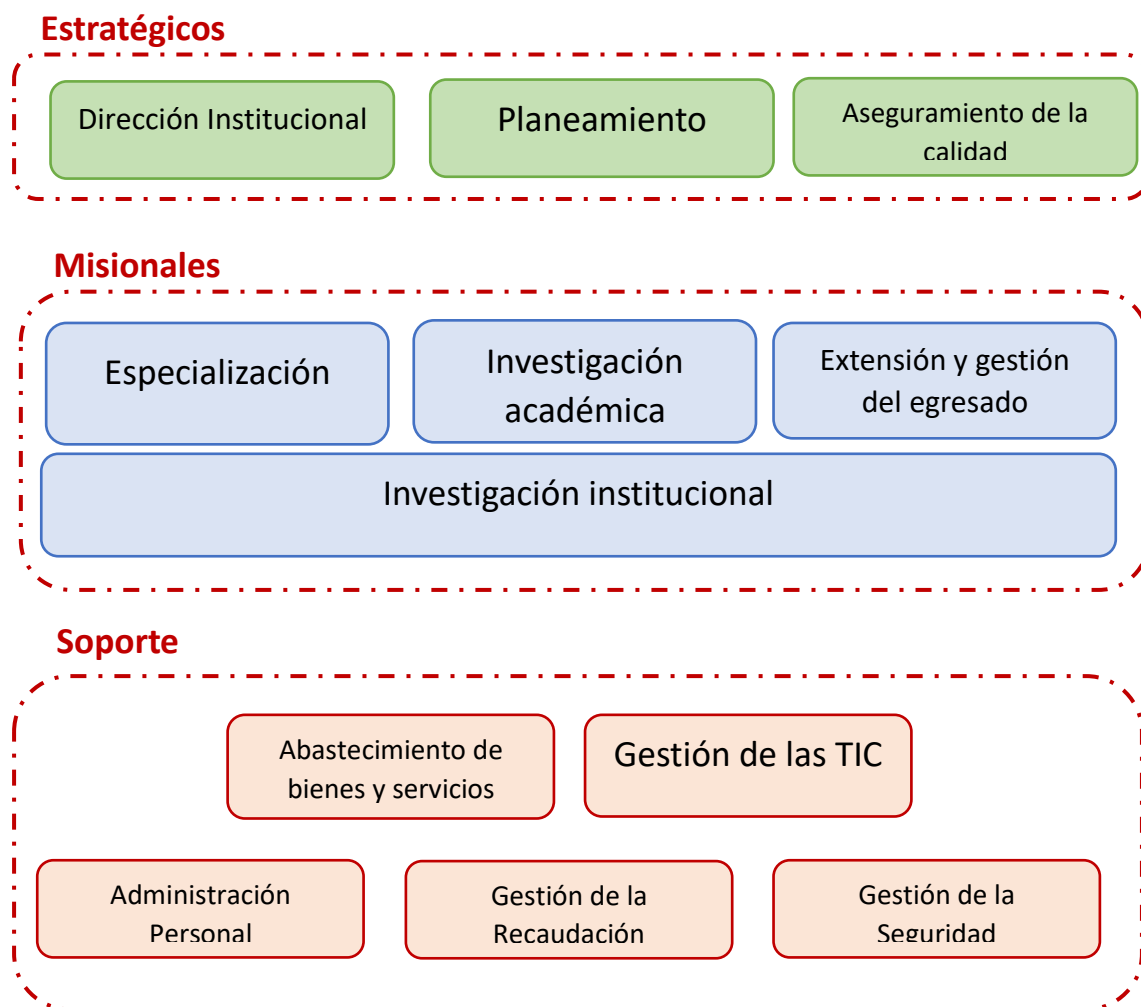 Estratégicos
Dirección Institucional
Planeamiento
Aseguramiento de la
calidad
Misionales
Especialización
Investigación
académica
Extensión y gestión
del egresado
Investigación institucional
Soporte
Abastecimiento de
bienes y servicios
Gestión de las TIC
Administración
Personal
Gestión de la
Recaudación
Gestión de la
Seguridad